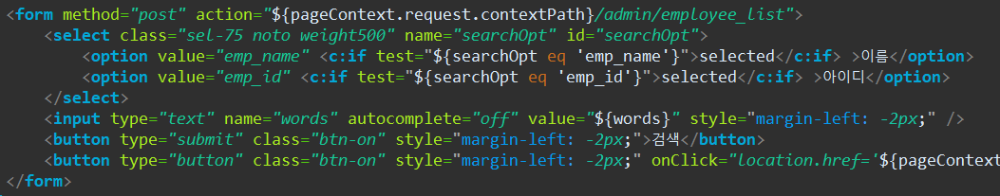 <form method="post" action="${pageContext.request.contextPath}/admin/employee_list">
<select class="sel-75 noto weight500" name="searchOpt" id="searchOpt">
<option value="emp_name" <c:if test="${searchOpt eq 'emp_name'}">selected</c:if> >이름</option>
<option value="emp_id" <c:if test="${searchOpt eq 'emp_id'}">selected</c:if> >아이디</option>
</select>
<input type="text" name="words" autocomplete="off" value="${words}" style="margin-left: -2px;" />
<button type="submit" class="btn-on" style="margin-left: -2px;">검색</button>
<button type="button" class="btn-on" style="margin-left: -2px;" onClick="location.href='${pageContext
</form>